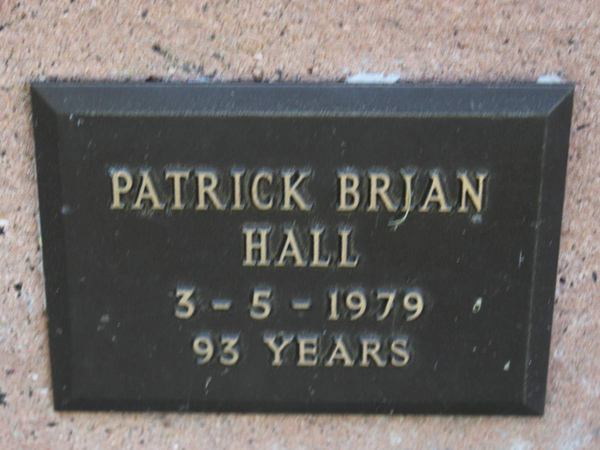 PATRICK BRIAN
HALL
3 - 5 - 1979
93 YEARS